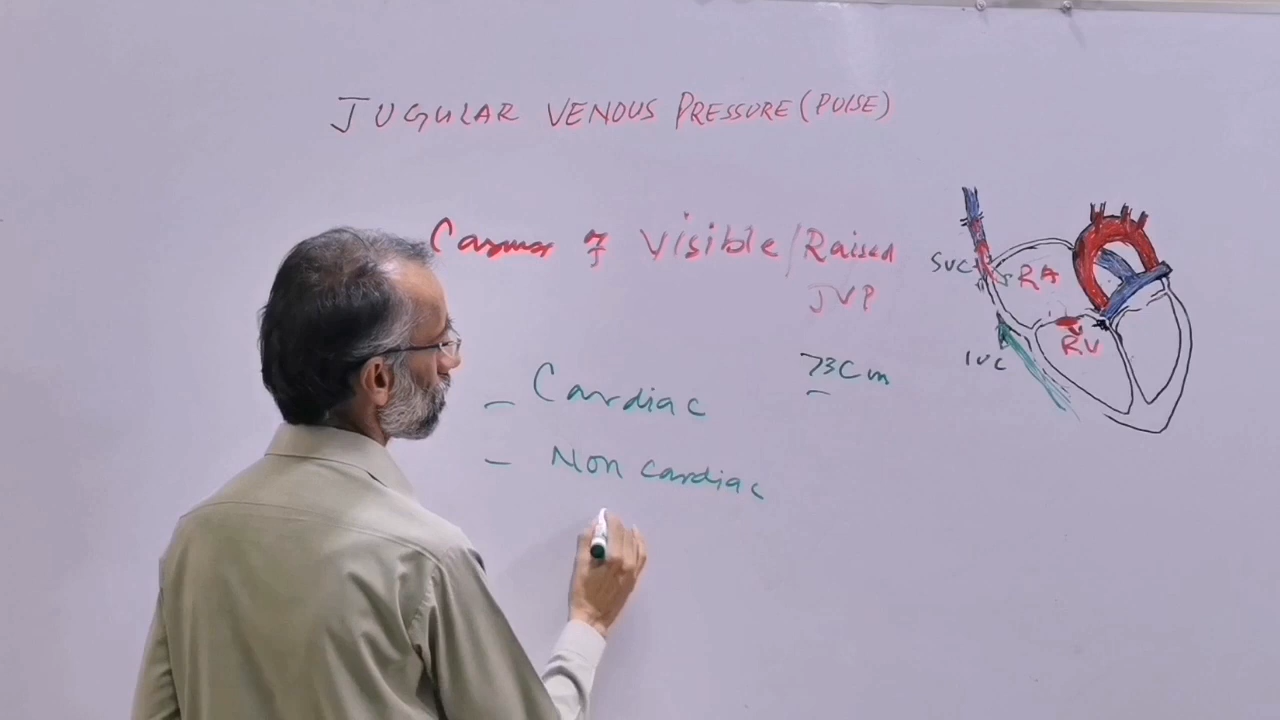 JUGULAR VENOUS PRESSURE (PULSE)
Causes of Visible/Raised
JVP
>3Cm
- Cardiac
- Non cardiac
SVC
RA
RV
IVC